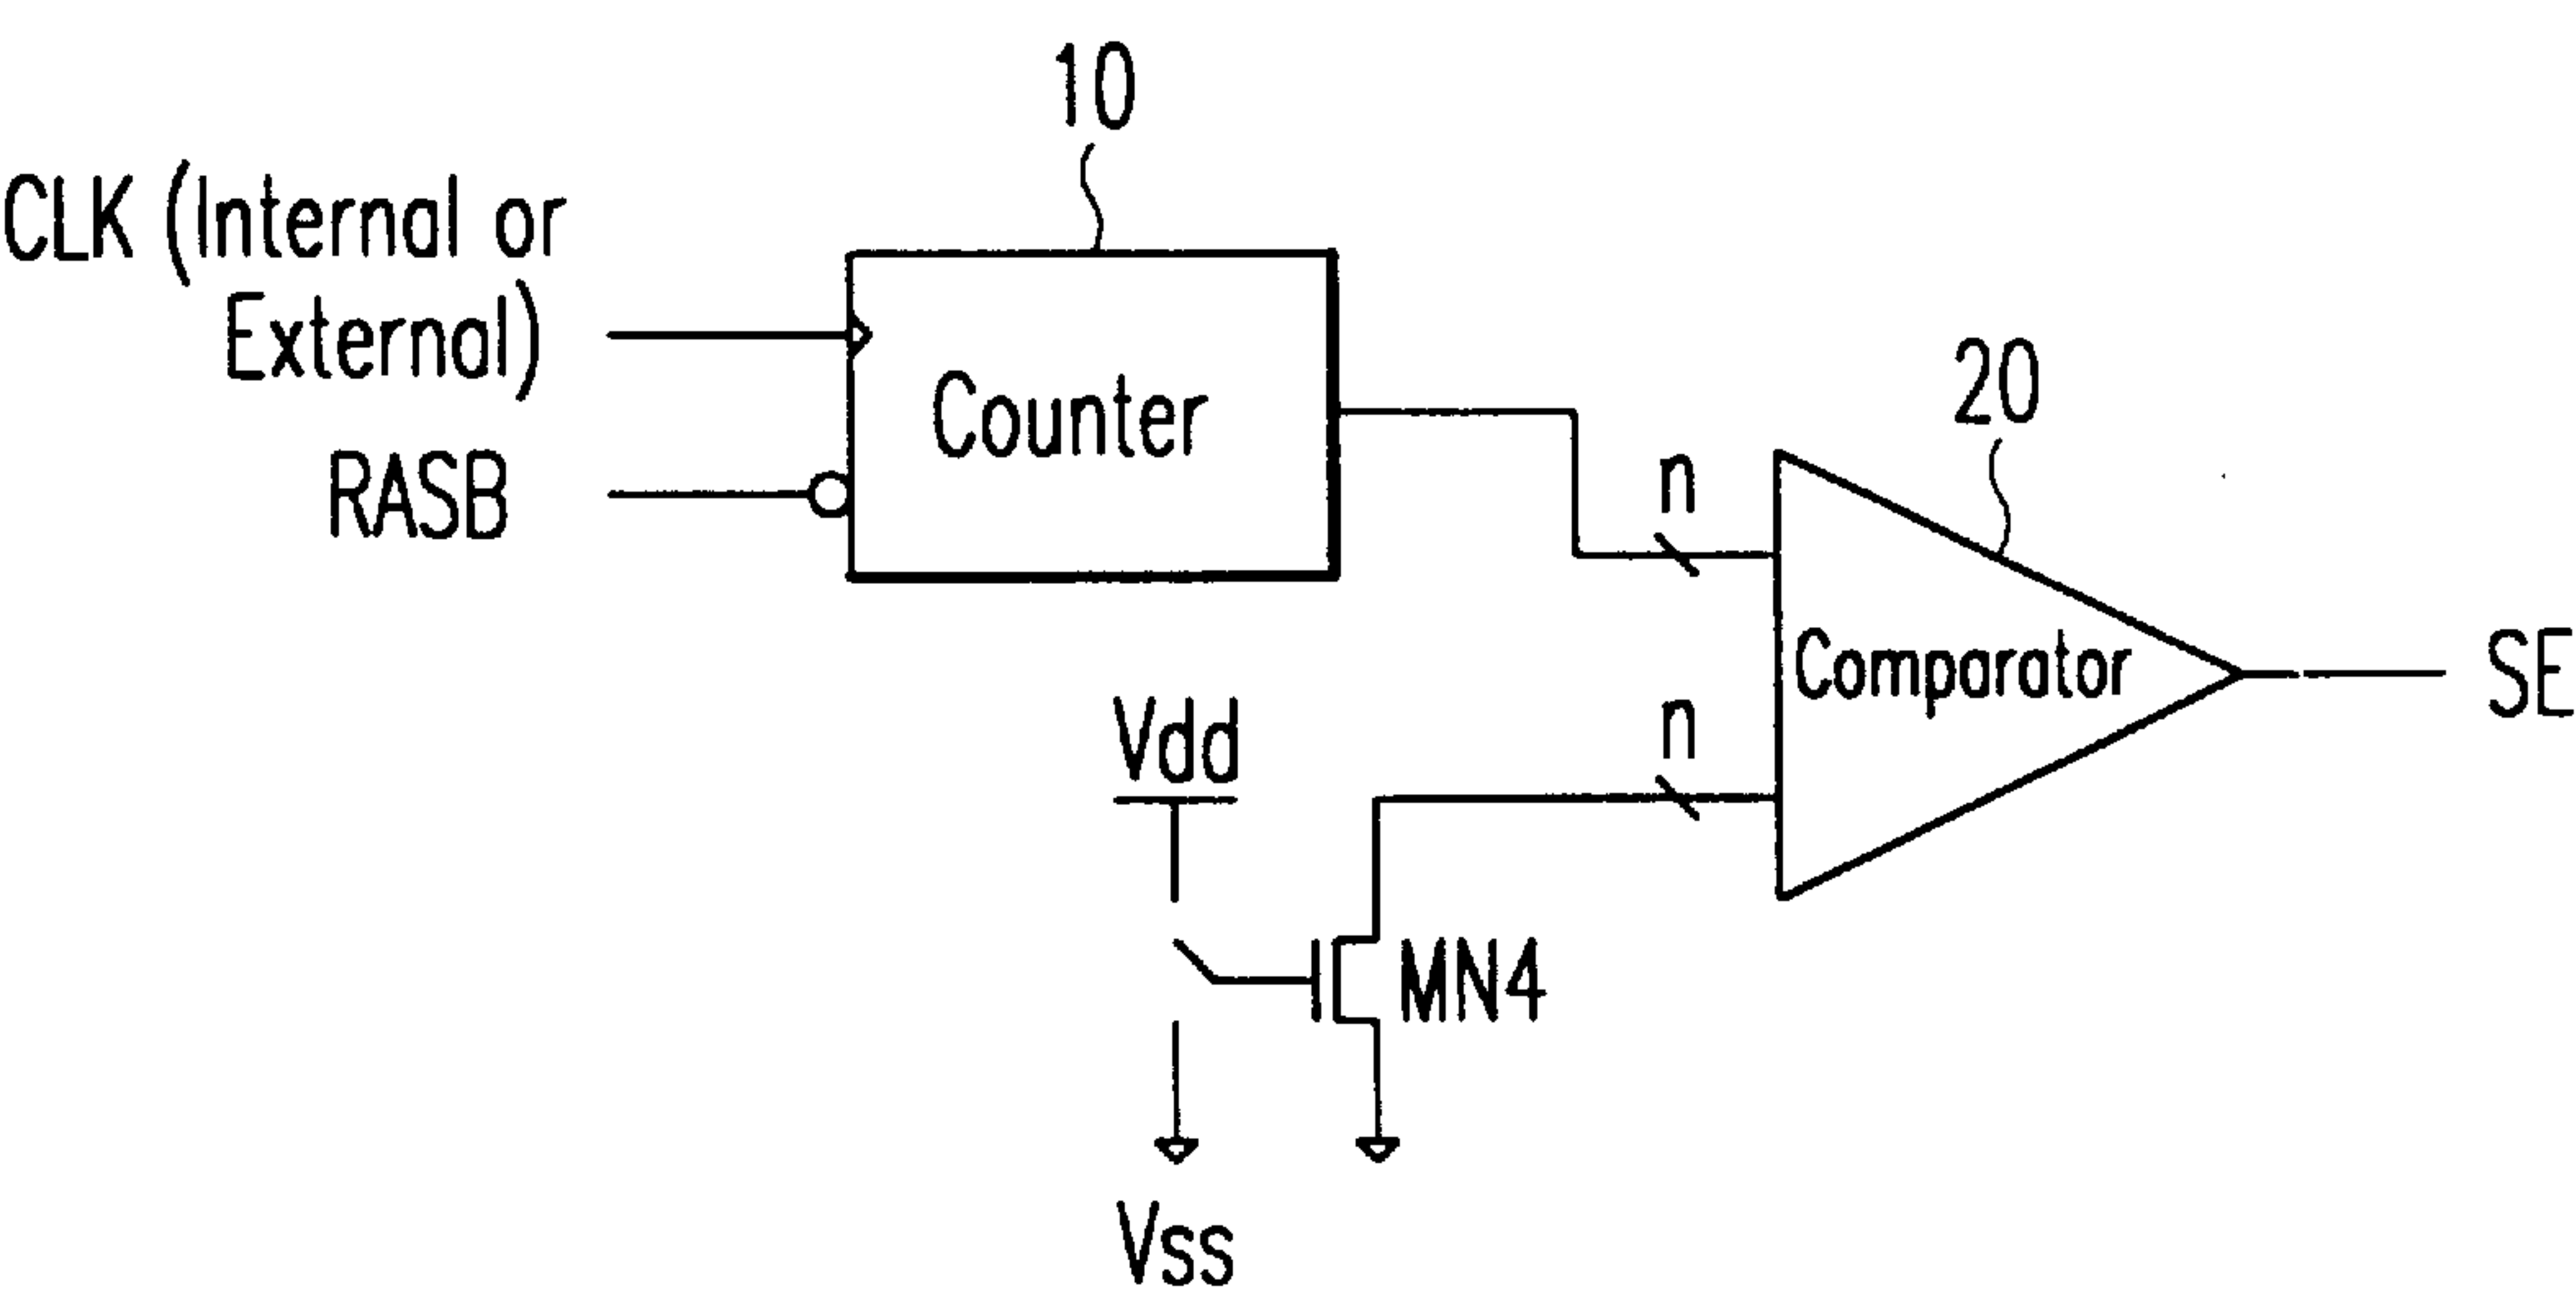 10
CLK (Internal or
External)
Counter
RASB
20
n
Comparator
SE
n
Vdd
MN4
Vss